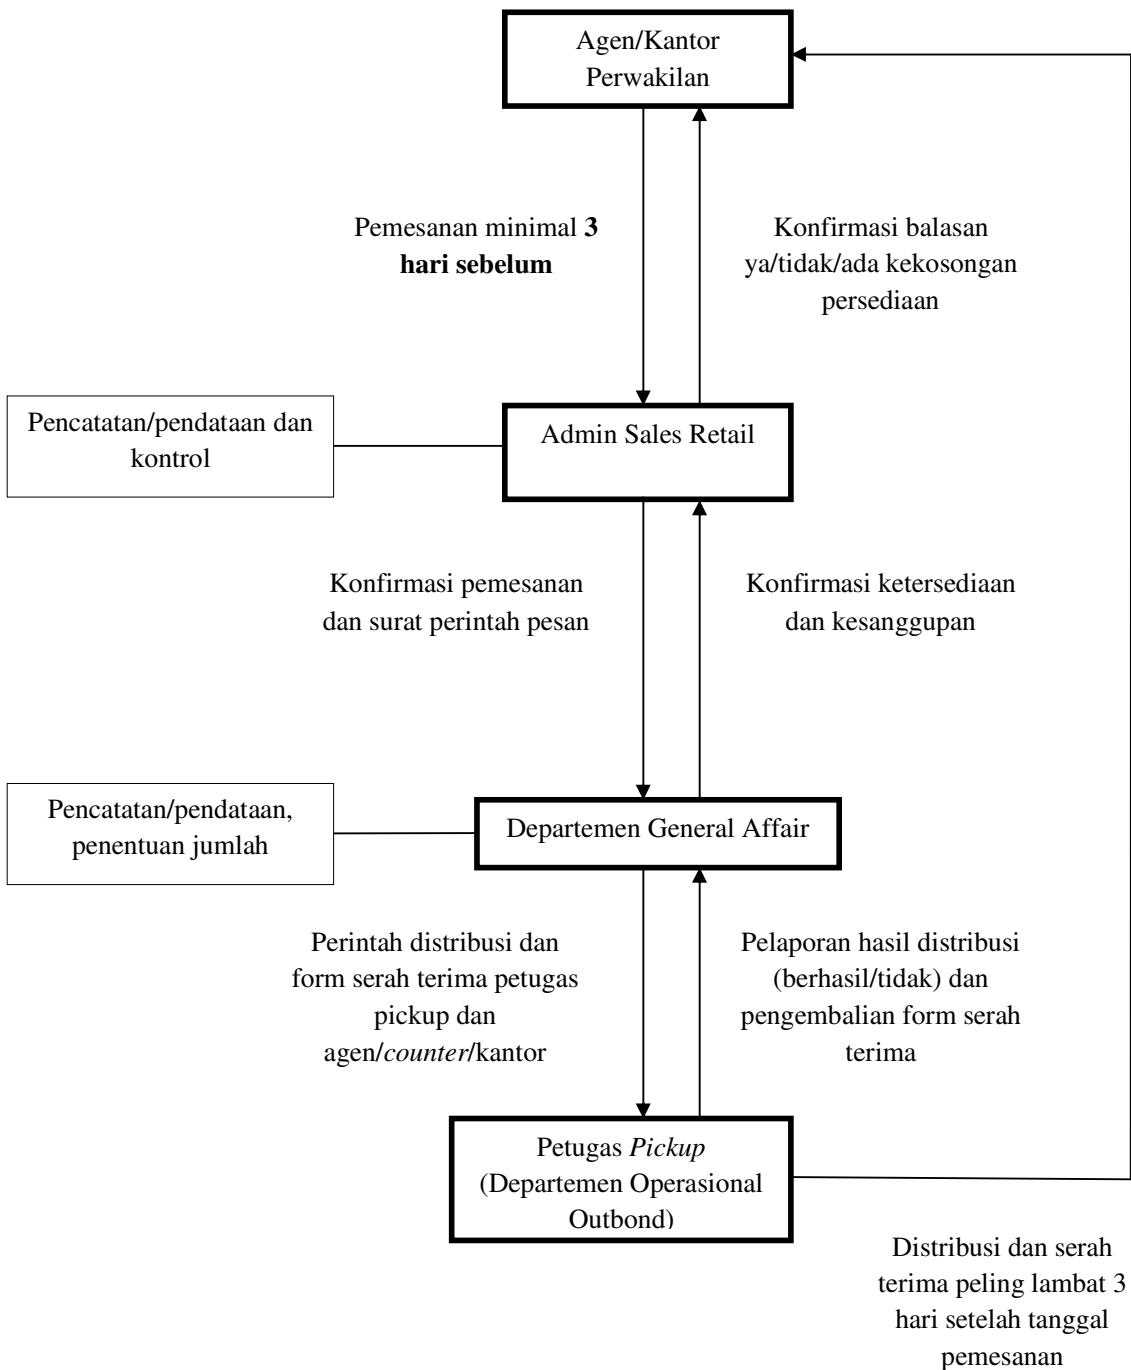 Agen/Kantor
Perwakilan
Pemesanan minimal 3
hari sebelum
Konfirmasi balasan
ya/tidak/ada kekosongan
persediaan
Pencatatan/pendataan dan
kontrol
Admin Sales Retail
Konfirmasi pemesanan
dan surat perintah pesan
Konfirmasi ketersediaan
dan kesanggupan
Pencatatan/pendataan,
penentuan jumlah
Departemen General Affair
Perintah distribusi dan
form serah terima petugas
pickup dan
agen/counter/kantor
Pelaporan hasil distribusi
(berhasil/tidak) dan
pengembalian form serah
terima
Petugas Pickup
(Departemen Operasional
Outbond)
Distribusi dan serah
terima peling lambat 3
hari setelah tanggal
pemesanan